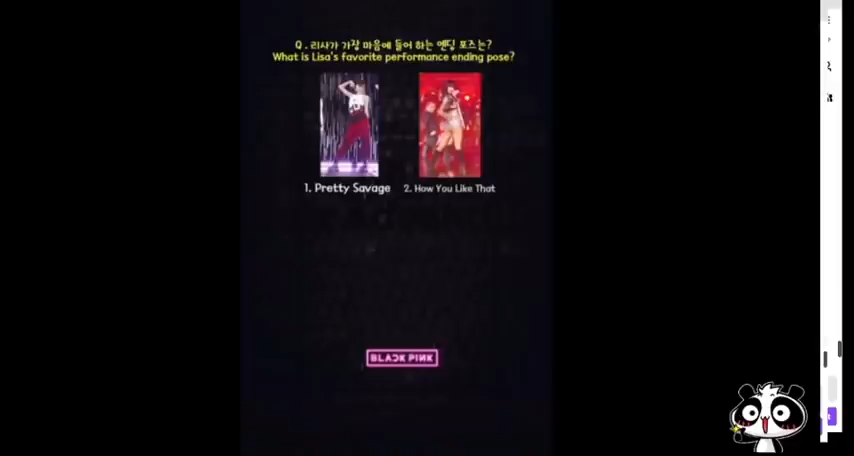 Q. 리사가 가장 마음에 들어 하는 엔딩 포즈는?
What is Lisa's favorite performance ending pose?
1. Pretty Savage
2. How You Like That
BLACKPINK